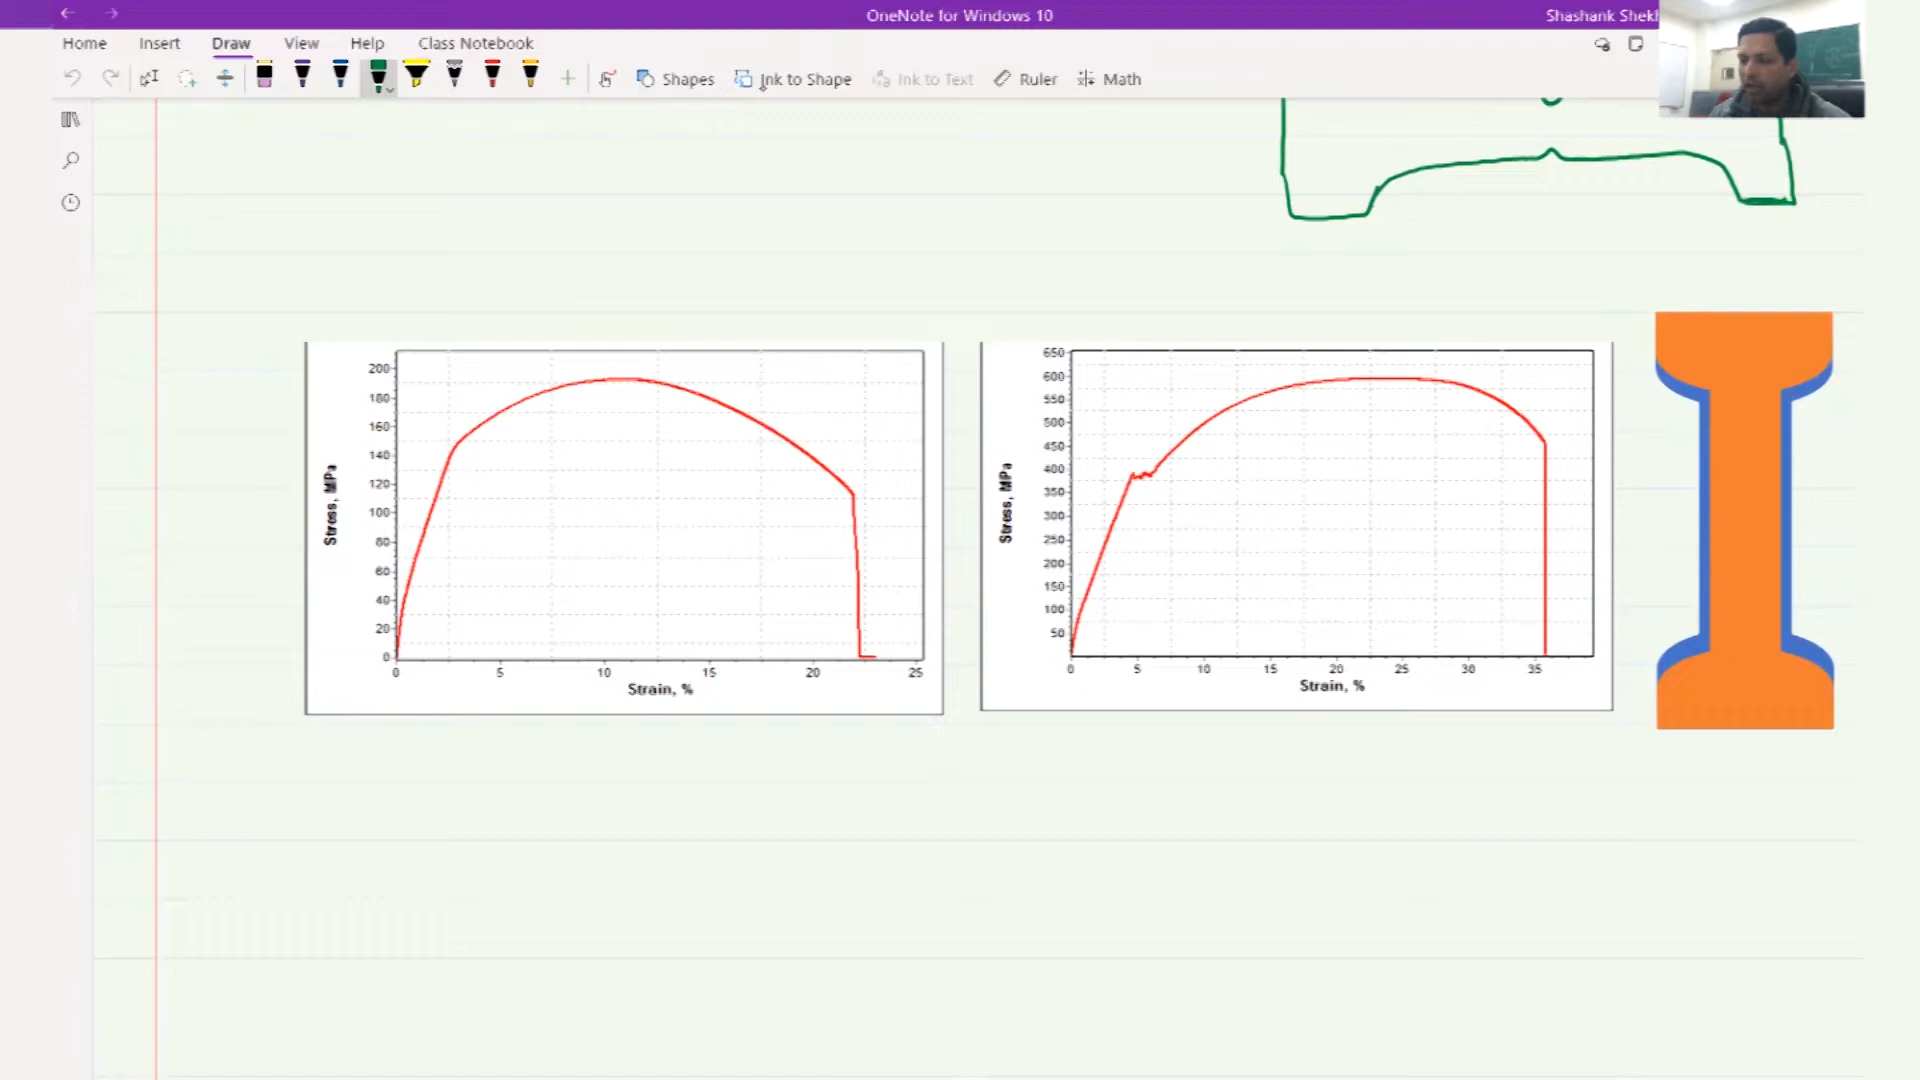 OneNote for Windows 10
Shashank Shekh
Home Insert Draw View Help Class Notebook
Shapes Ink to Shape Ink to Text Ruler Math
200
180
160
140
120
100
80
60
40
20
0
Stress, MPa
0 5 10 15 20 25
Strain, %
650
600
550
500
450
400
350
300
250
200
150
100
50
Stress, MPa
0 5 10 15 20 25 30 35
Strain, %